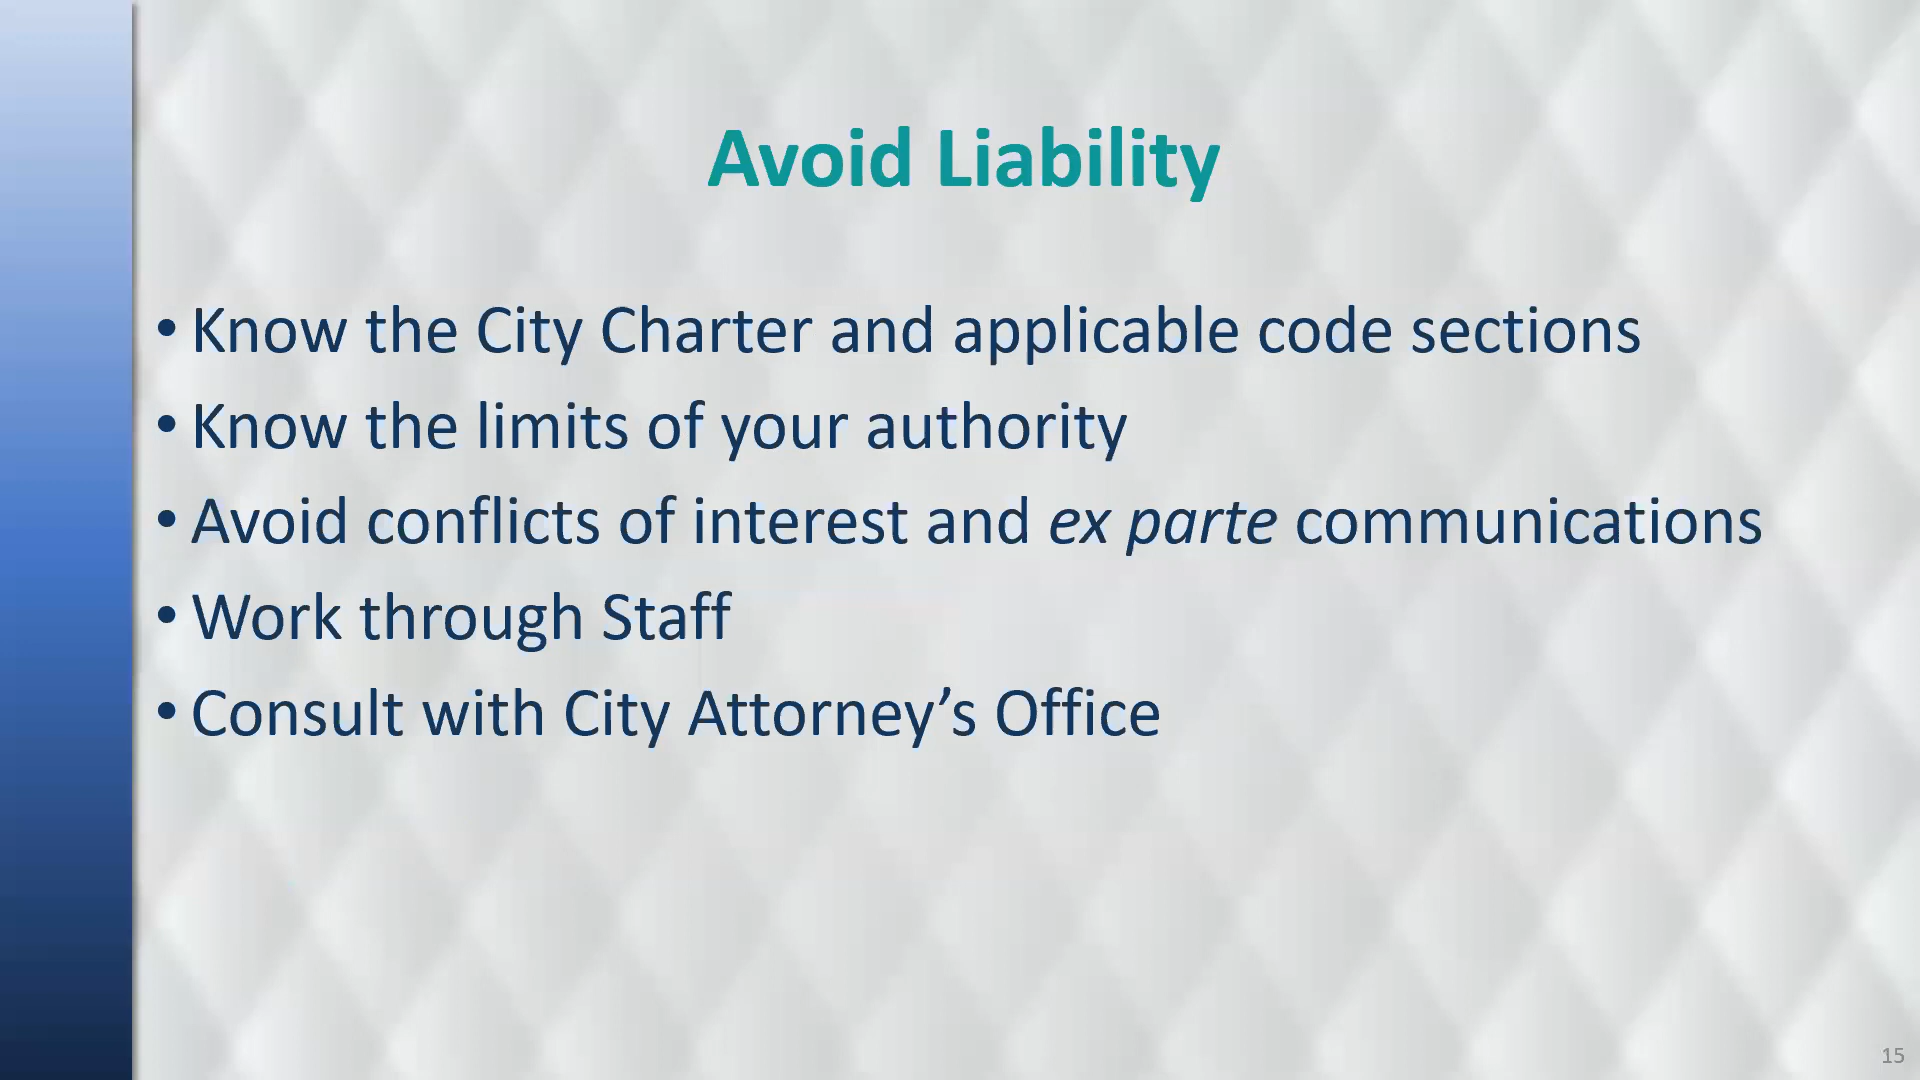 Avoid Liability
• Know the City Charter and applicable code sections
• Know the limits of your authority
• Avoid conflicts of interest and ex parte communications
• Work through Staff
• Consult with City Attorney’s Office
15